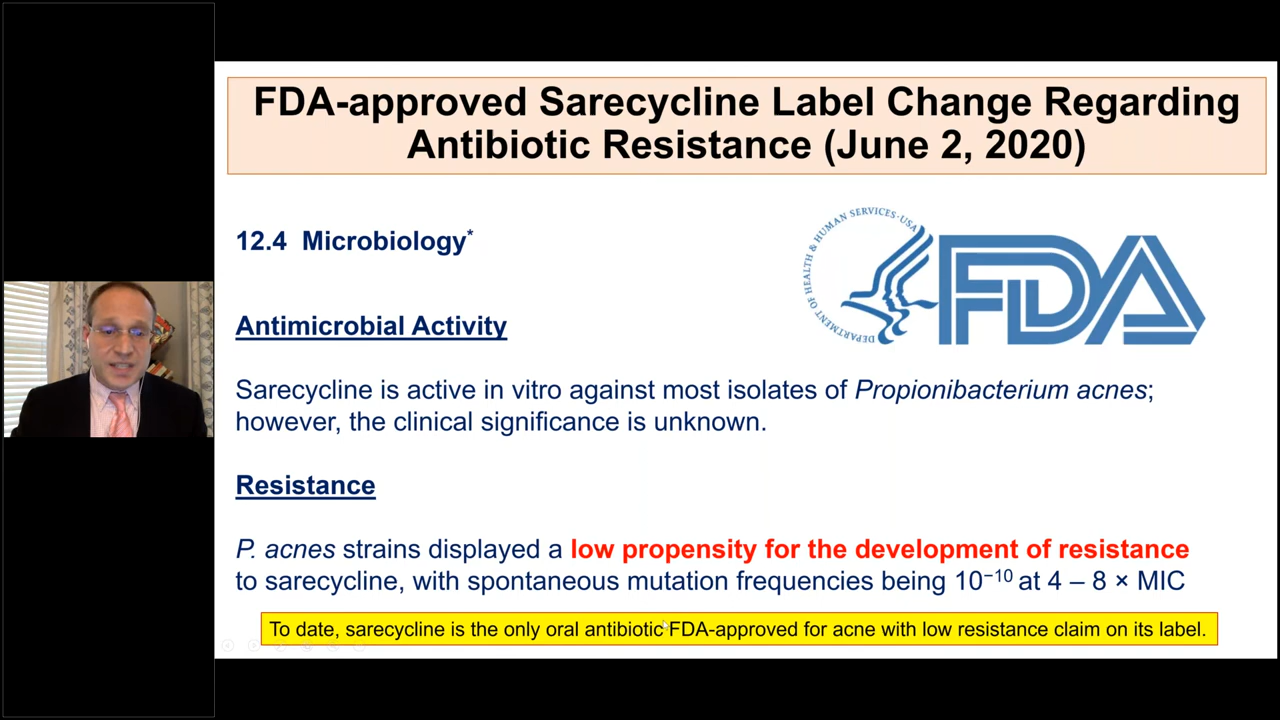 FDA-approved Sarecycline Label Change Regarding
Antibiotic Resistance (June 2, 2020)
12.4 Microbiology*
DEPARTMENT OF HEALTH & HUMAN SERVICES·USA
FDA
Antimicrobial Activity
Sarecycline is active in vitro against most isolates of Propionibacterium acnes;
however, the clinical significance is unknown.
Resistance
P. acnes strains displayed a low propensity for the development of resistance
to sarecycline, with spontaneous mutation frequencies being 10⁻¹⁰ at 4 – 8 × MIC
To date, sarecycline is the only oral antibiotic FDA-approved for acne with low resistance claim on its label.